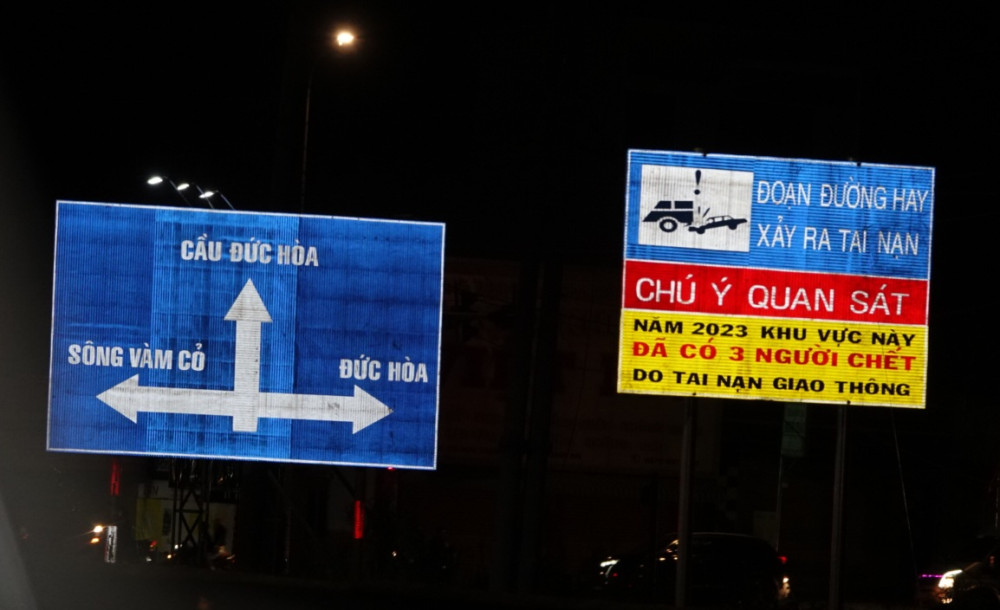 CẦU ĐỨC HÒA
SÔNG VÀM CỎ
ĐỨC HÒA
ĐOẠN ĐƯỜNG HAY
XẢY RA TAI NẠN
CHÚ Ý QUAN SÁT
NĂM 2023 KHU VỰC NÀY
ĐÃ CÓ 3 NGƯỜI CHẾT
DO TAI NẠN GIAO THÔNG